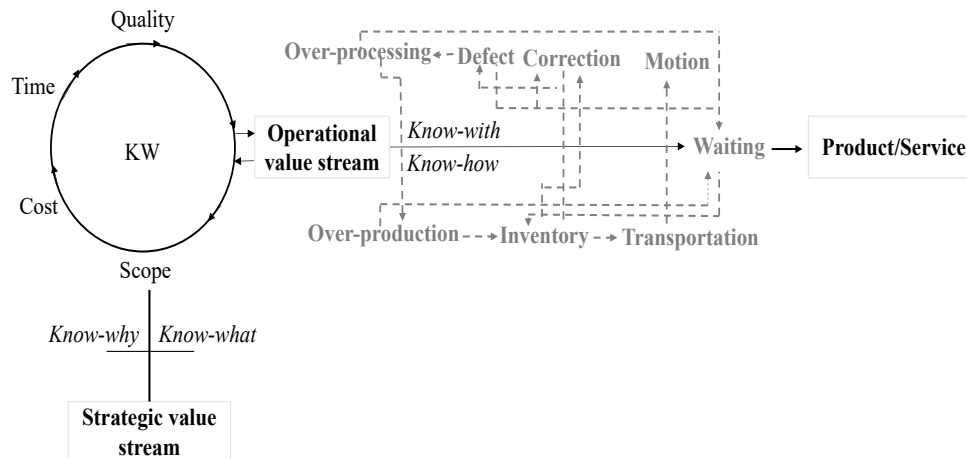 Quality
Over-processing
Defect
Correction
Motion
Time
KW
Operational
value stream
Know-with
Know-how
Waiting
Product/Service
Cost
Over-production
Inventory
Transportation
Scope
Know-why
Know-what
Strategic value
stream